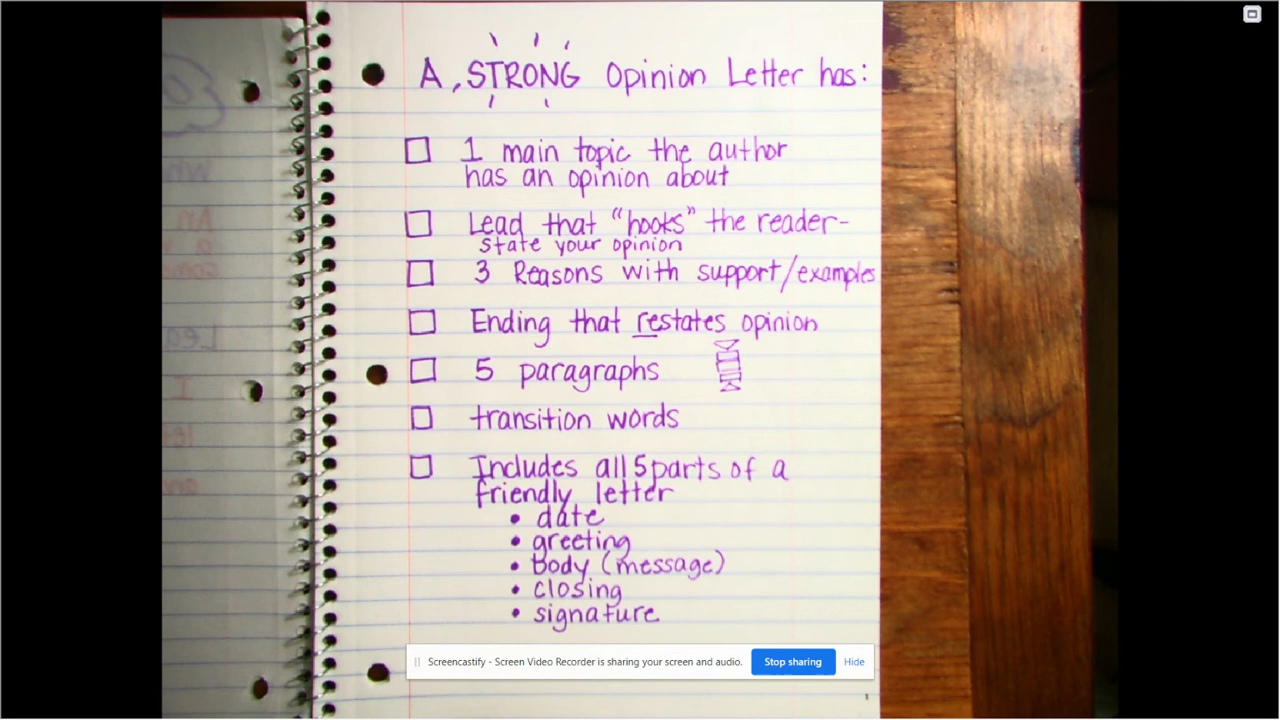 A STRONG Opinion Letter has:
1 main topic the author
has an opinion about
Lead that "hooks" the reader-
state your opinion
3 Reasons with support/examples
Ending that restates opinion
5 paragraphs
transition words
Includes all 5 parts of a
friendly letter
• date
• greeting
• body (message)
• closing
• signature
Screencastify - Screen Video Recorder is sharing your screen and audio. Stop sharing Hide